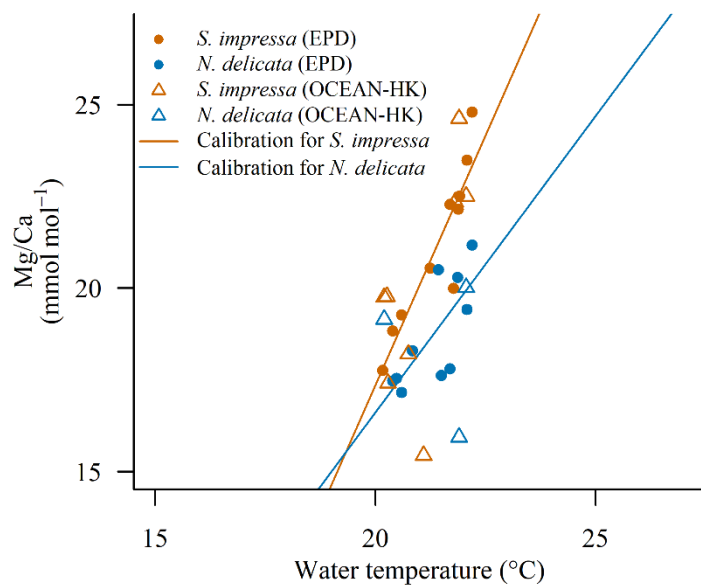 S. impressa (EPD)
N. delicata (EPD)
S. impressa (OCEAN-HK)
N. delicata (OCEAN-HK)
Calibration for S. impressa
Calibration for N. delicata
25
20
15
Mg/Ca
(mmol mol⁻¹)
15 20 25
Water temperature (°C)